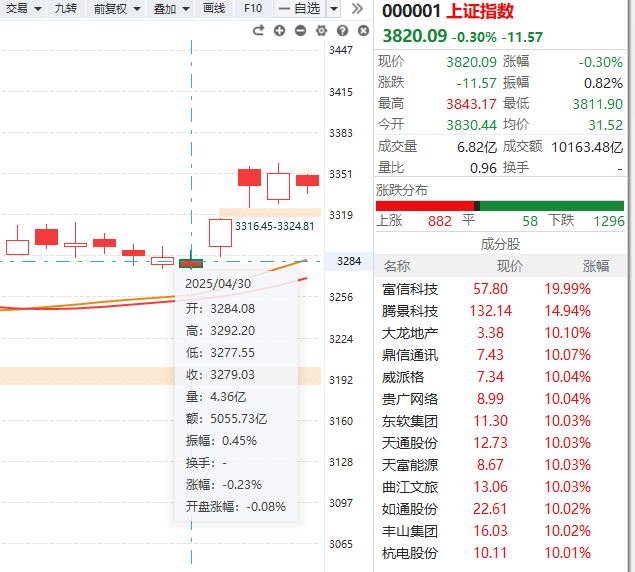 交易 九转 前复权 叠加 画线 F10 一 自选
3447
3415
3383
3351
3319
3316.45-3324.81
3284
3256
3224
3192
3160
3128
3097
3065
2025/04/30
开: 3284.08
高: 3292.20
低: 3277.55
收: 3279.03
量: 4.36亿
额: 5055.73亿
振幅: 0.45%
换手: -
涨幅: -0.23%
开盘涨幅: -0.08%
000001 上证指数
3820.09 -0.30% -11.57
现价 3820.09 涨幅 -0.30%
涨跌 -11.57 振幅 0.82%
最高 3843.17 最低 3811.90
今开 3830.44 均价 31.52
成交量 6.82亿 成交额 10163.48亿
量比 0.96 换手 -
涨跌分布
上涨 882 平 58 下跌 1296
成分股
名称 现价 涨幅
富信科技 57.80 19.99%
腾景科技 132.14 14.94%
大龙地产 3.38 10.10%
鼎信通讯 7.43 10.07%
威派格 7.34 10.04%
贵广网络 8.99 10.04%
东软集团 11.30 10.03%
天通股份 12.73 10.03%
天富能源 8.67 10.03%
曲江文旅 13.06 10.03%
如通股份 22.61 10.02%
丰山集团 16.03 10.02%
杭电股份 10.11 10.01%